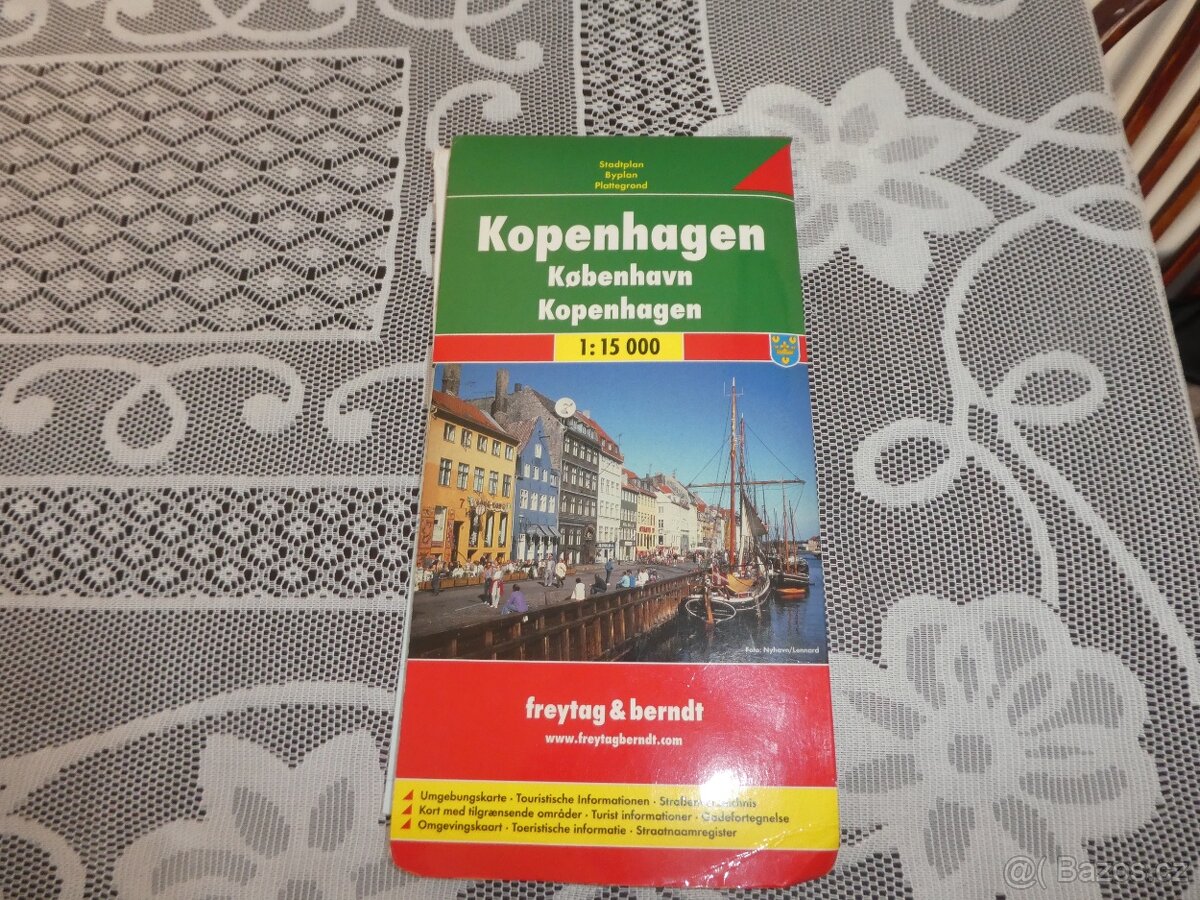 Stadtplan
Byplan
Plattegrond
Kopenhagen
København
Kopenhagen
1: 15 000
Foto: Nyhavn/Lennard
freytag & berndt
www.freytagberndt.com
Umgebungskarte · Touristische Informationen ·
Kort med tilgrænsende områder · Turist informationer · Gadefortegnelse
Omgevingskaart · Toeristische informatie · Straatnaamregister
@( Bazos.cz